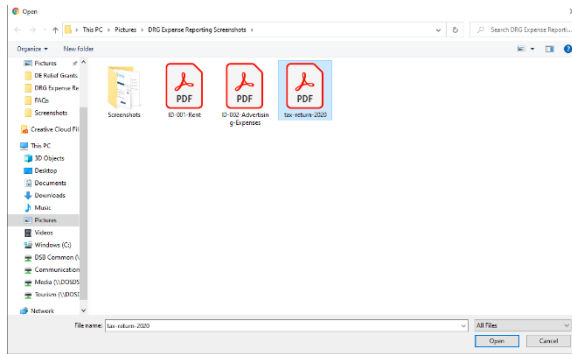 Open
This PC > Pictures > DRG Expense Reporting Screenshots >
Search DRG Expense Reporti...
Organize
New folder
Pictures
DE Relief Grants
DRG Expense Re
FAQs
Screenshots
Creative Cloud Fil
This PC
3D Objects
Desktop
Documents
Downloads
Music
Pictures
Videos
Windows (C:)
DSB Common (\
Communication
Media (\\DOSDS
Tourism (\\DOSD
Network
Screenshots
PDF
ID-001-Rent
PDF
ID-002-Advertisin
g-Expenses
PDF
tax-return-2020
File name: tax-return-2020
All Files
Open
Cancel